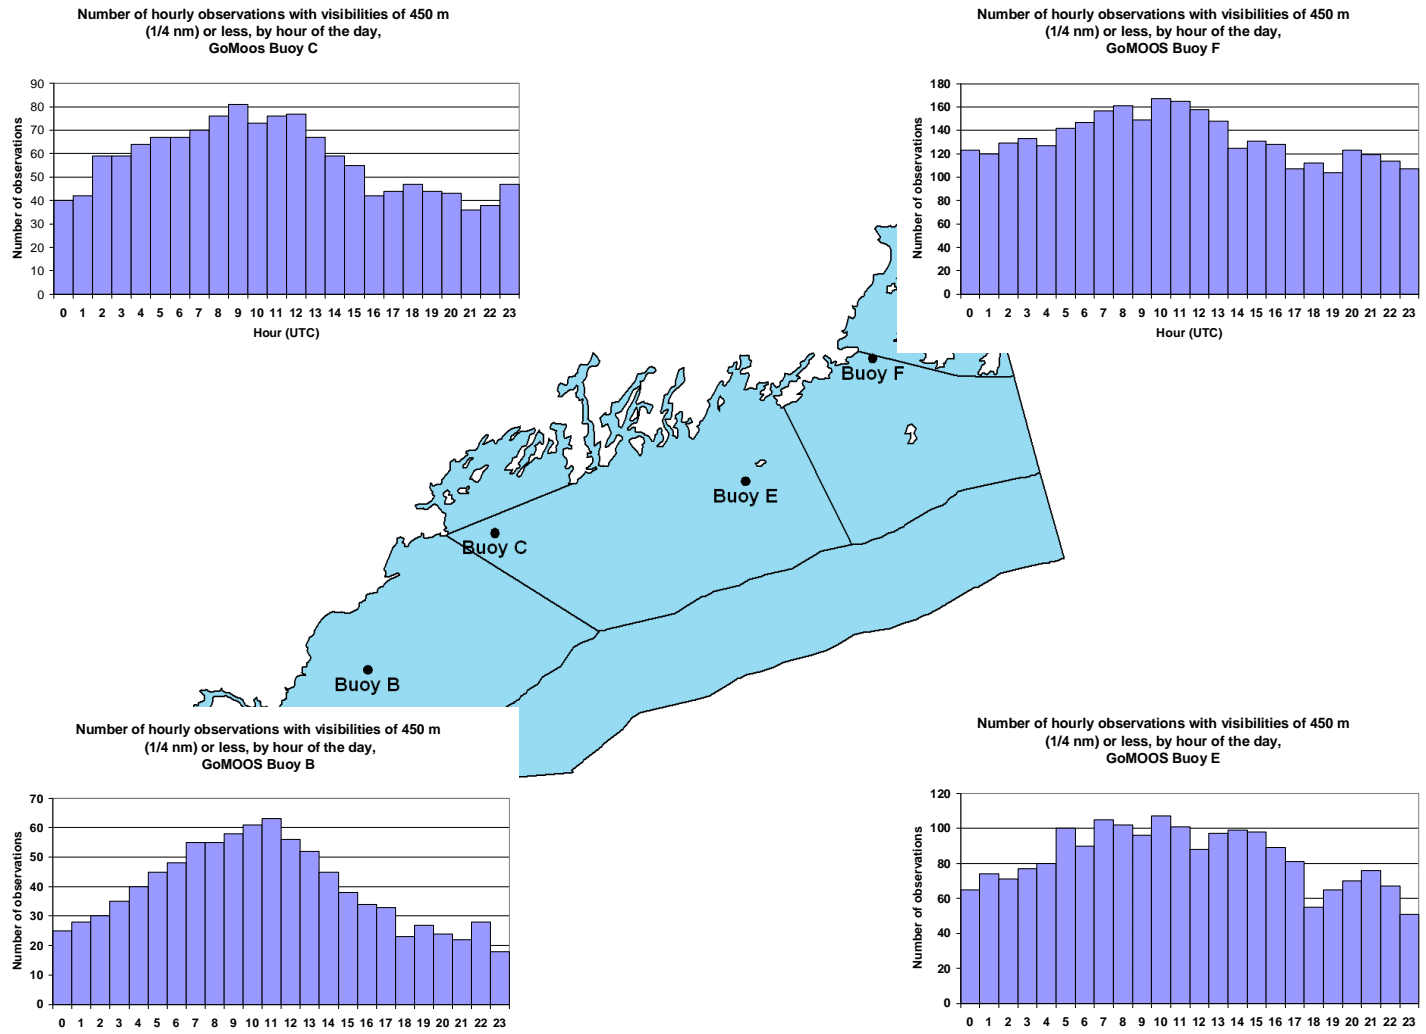 Number of hourly observations with visibilities of 450 m
(1/4 nm) or less, by hour of the day,
GoMoos Buoy C
Number of observations
90
80
70
60
50
40
30
20
10
0
0 1 2 3 4 5 6 7 8 9 10 11 12 13 14 15 16 17 18 19 20 21 22 23
Hour (UTC)
Number of hourly observations with visibilities of 450 m
(1/4 nm) or less, by hour of the day,
GoMOOS Buoy F
Number of observations
180
160
140
120
100
80
60
40
20
0
0 1 2 3 4 5 6 7 8 9 10 11 12 13 14 15 16 17 18 19 20 21 22 23
Hour (UTC)
Buoy F
Buoy E
Buoy C
Buoy B
Number of hourly observations with visibilities of 450 m
(1/4 nm) or less, by hour of the day,
GoMOOS Buoy B
Number of observations
70
60
50
40
30
20
10
0
0 1 2 3 4 5 6 7 8 9 10 11 12 13 14 15 16 17 18 19 20 21 22 23
Number of hourly observations with visibilities of 450 m
(1/4 nm) or less, by hour of the day,
GoMOOS Buoy E
Number of observations
120
100
80
60
40
20
0
0 1 2 3 4 5 6 7 8 9 10 11 12 13 14 15 16 17 18 19 20 21 22 23